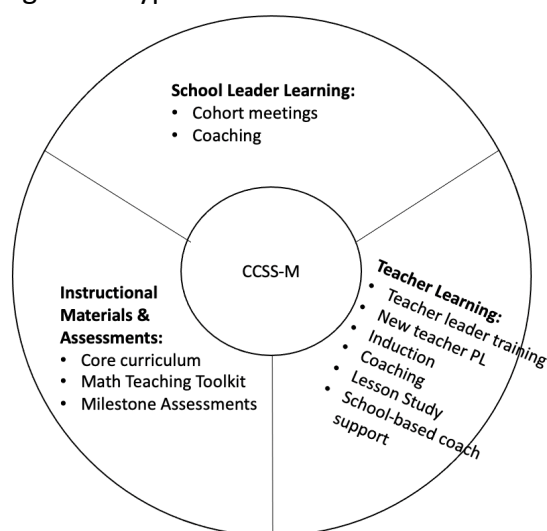 School Leader Learning:
• Cohort meetings
• Coaching
CCSS-M
Instructional
Materials &
Assessments:
• Core curriculum
• Math Teaching Toolkit
• Milestone Assessments
Teacher Learning:
• Teacher leader training
• New teacher PL
• Induction
• Coaching
• Lesson Study
• School-based coach
support